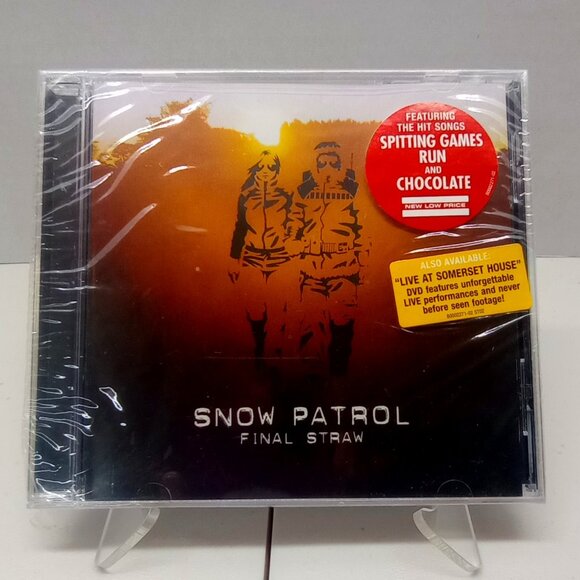 FEATURING
THE HIT SONGS
SPITTING GAMES
RUN
AND
CHOCOLATE
NEW LOW PRICE
ALSO AVAILABLE:
"LIVE AT SOMERSET HOUSE"
DVD features unforgettable
LIVE performances and never
before seen footage!
SNOW PATROL
FINAL STRAW